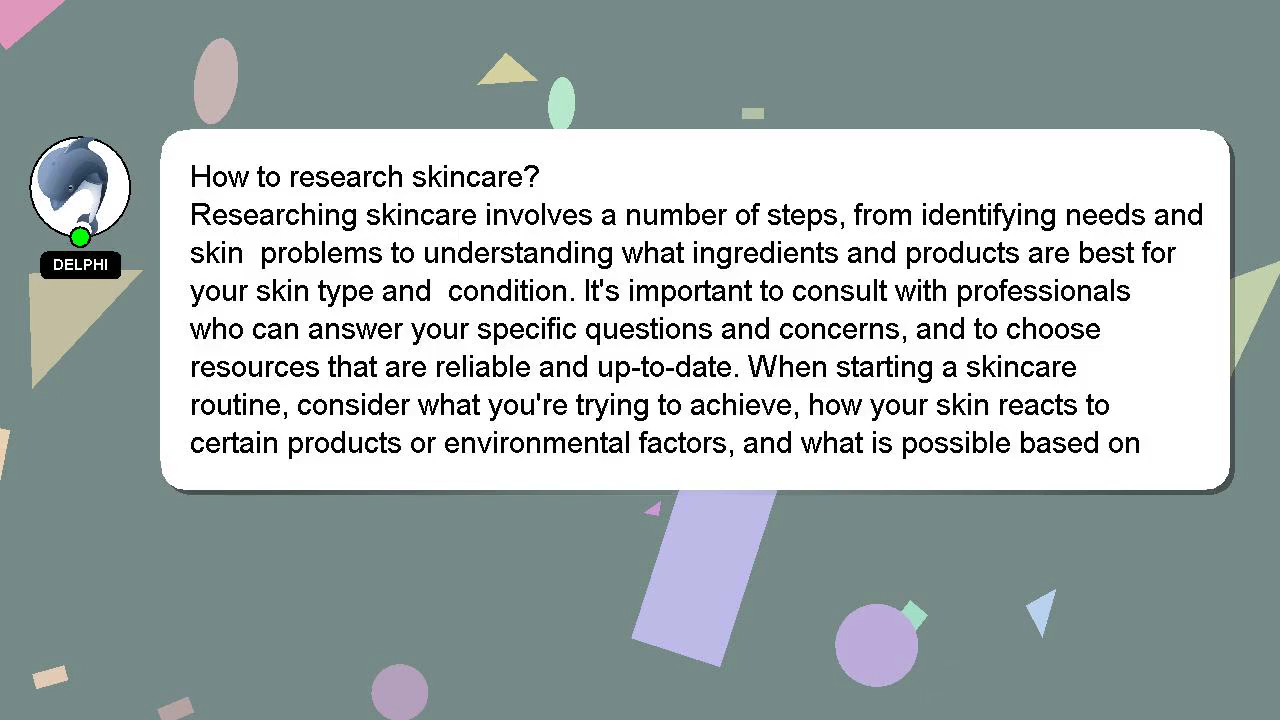 How to research skincare?
Researching skincare involves a number of steps, from identifying needs and
skin  problems to understanding what ingredients and products are best for
your skin type and  condition. It's important to consult with professionals
who can answer your specific questions and concerns, and to choose
resources that are reliable and up-to-date. When starting a skincare
routine, consider what you're trying to achieve, how your skin reacts to
certain products or environmental factors, and what is possible based on
DELPHI